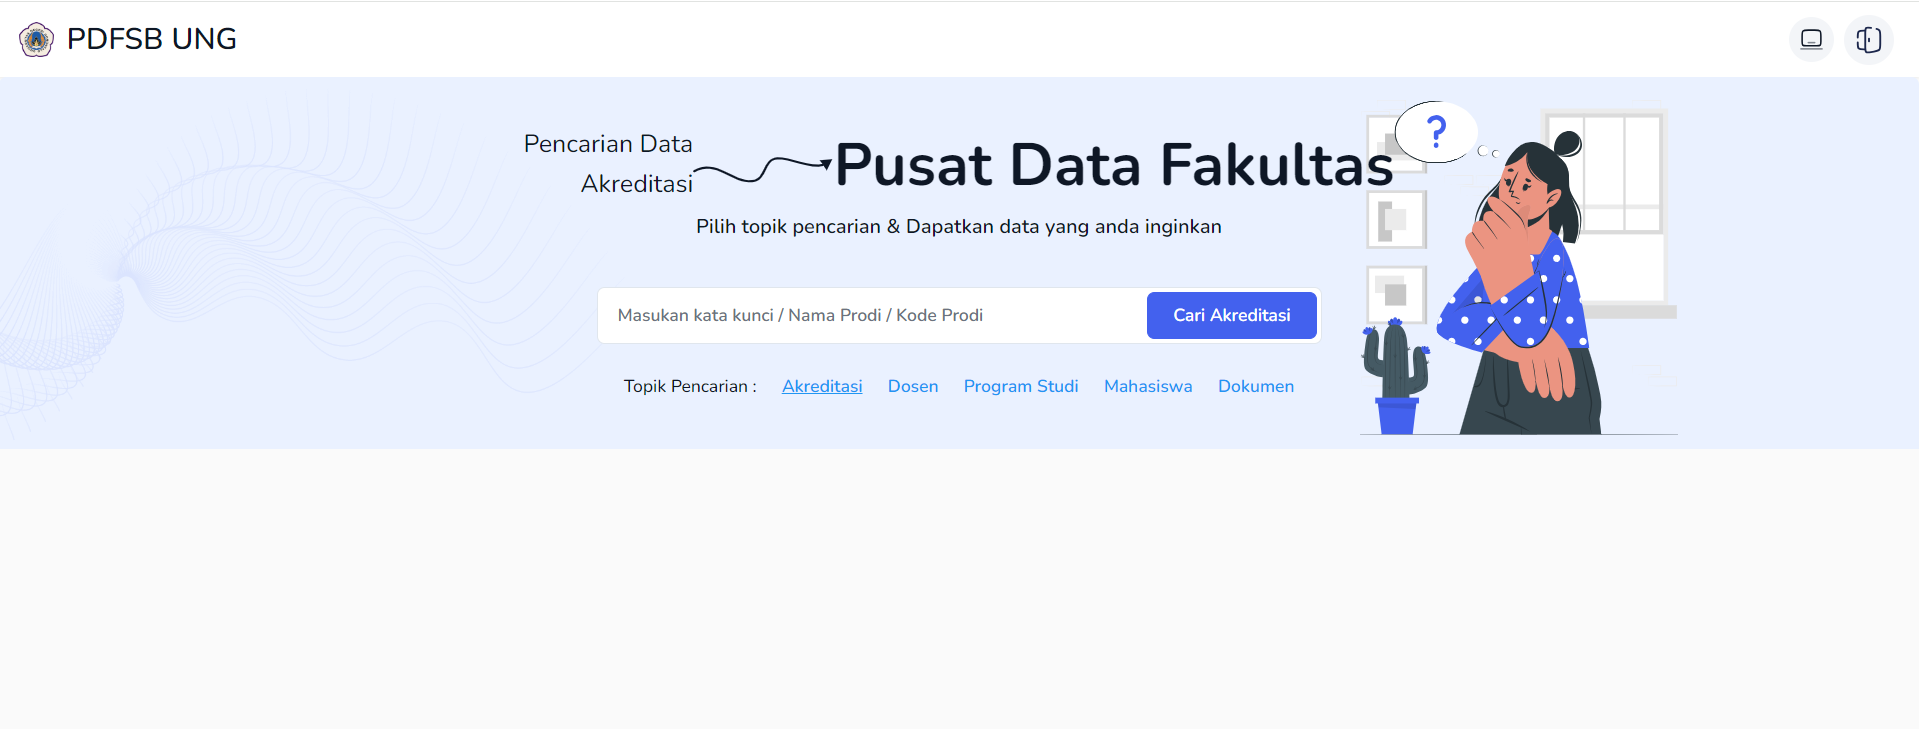 PDFSB UNG
Pencarian Data
Akreditasi
Pusat Data Fakultas
?
Pilih topik pencarian & Dapatkan data yang anda inginkan
Masukan kata kunci / Nama Prodi / Kode Prodi
Cari Akreditasi
Topik Pencarian : Akreditasi Dosen Program Studi Mahasiswa Dokumen